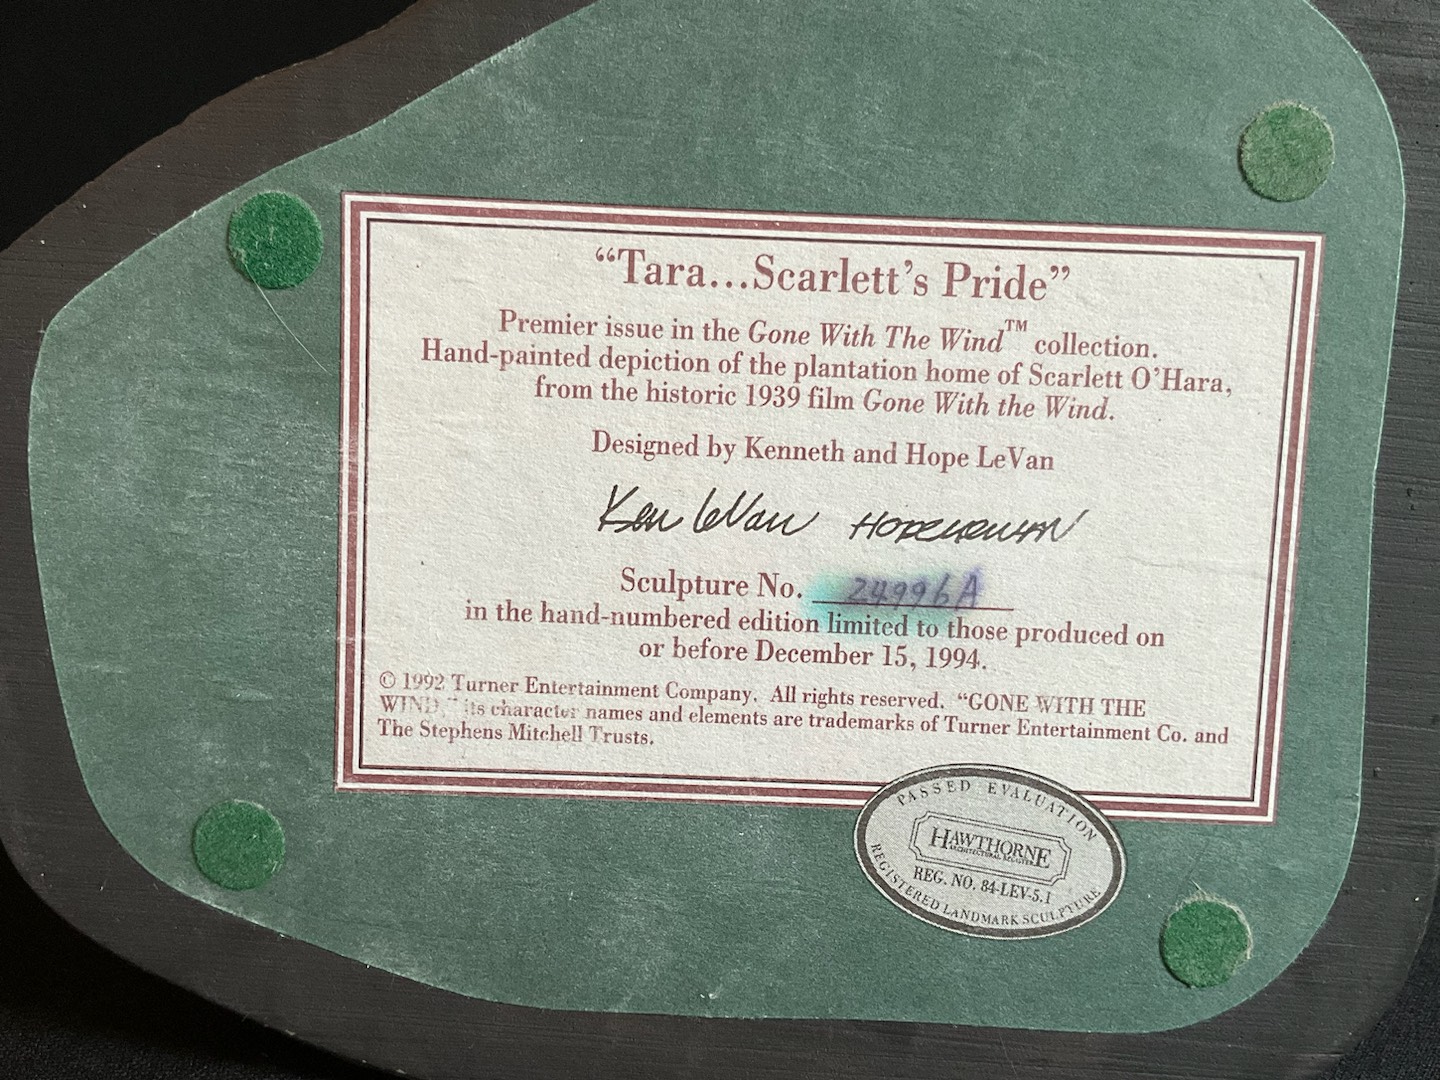 “Tara...Scarlett’s Pride”
Premier issue in the Gone With The Wind™ collection.
Hand-painted depiction of the plantation home of Scarlett O’Hara,
from the historic 1939 film Gone With the Wind.
Designed by Kenneth and Hope LeVan
Ken LeVan HOPE LEVAN
Sculpture No. 24996A
in the hand-numbered edition limited to those produced on
or before December 15, 1994.
© 1992 Turner Entertainment Company. All rights reserved. “GONE WITH THE
WIND,” its character names and elements are trademarks of Turner Entertainment Co. and
The Stephens Mitchell Trusts.
PASSED EVALUATION
HAWTHORNE
ARCHITECTURAL REGISTER
REG. NO. 84-LEV-5.1
REGISTERED LANDMARK SCULPTURE